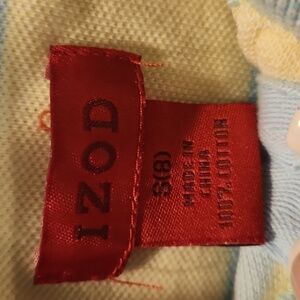 IZOD
S(8)
MADE IN
CHINA
100% COTTON